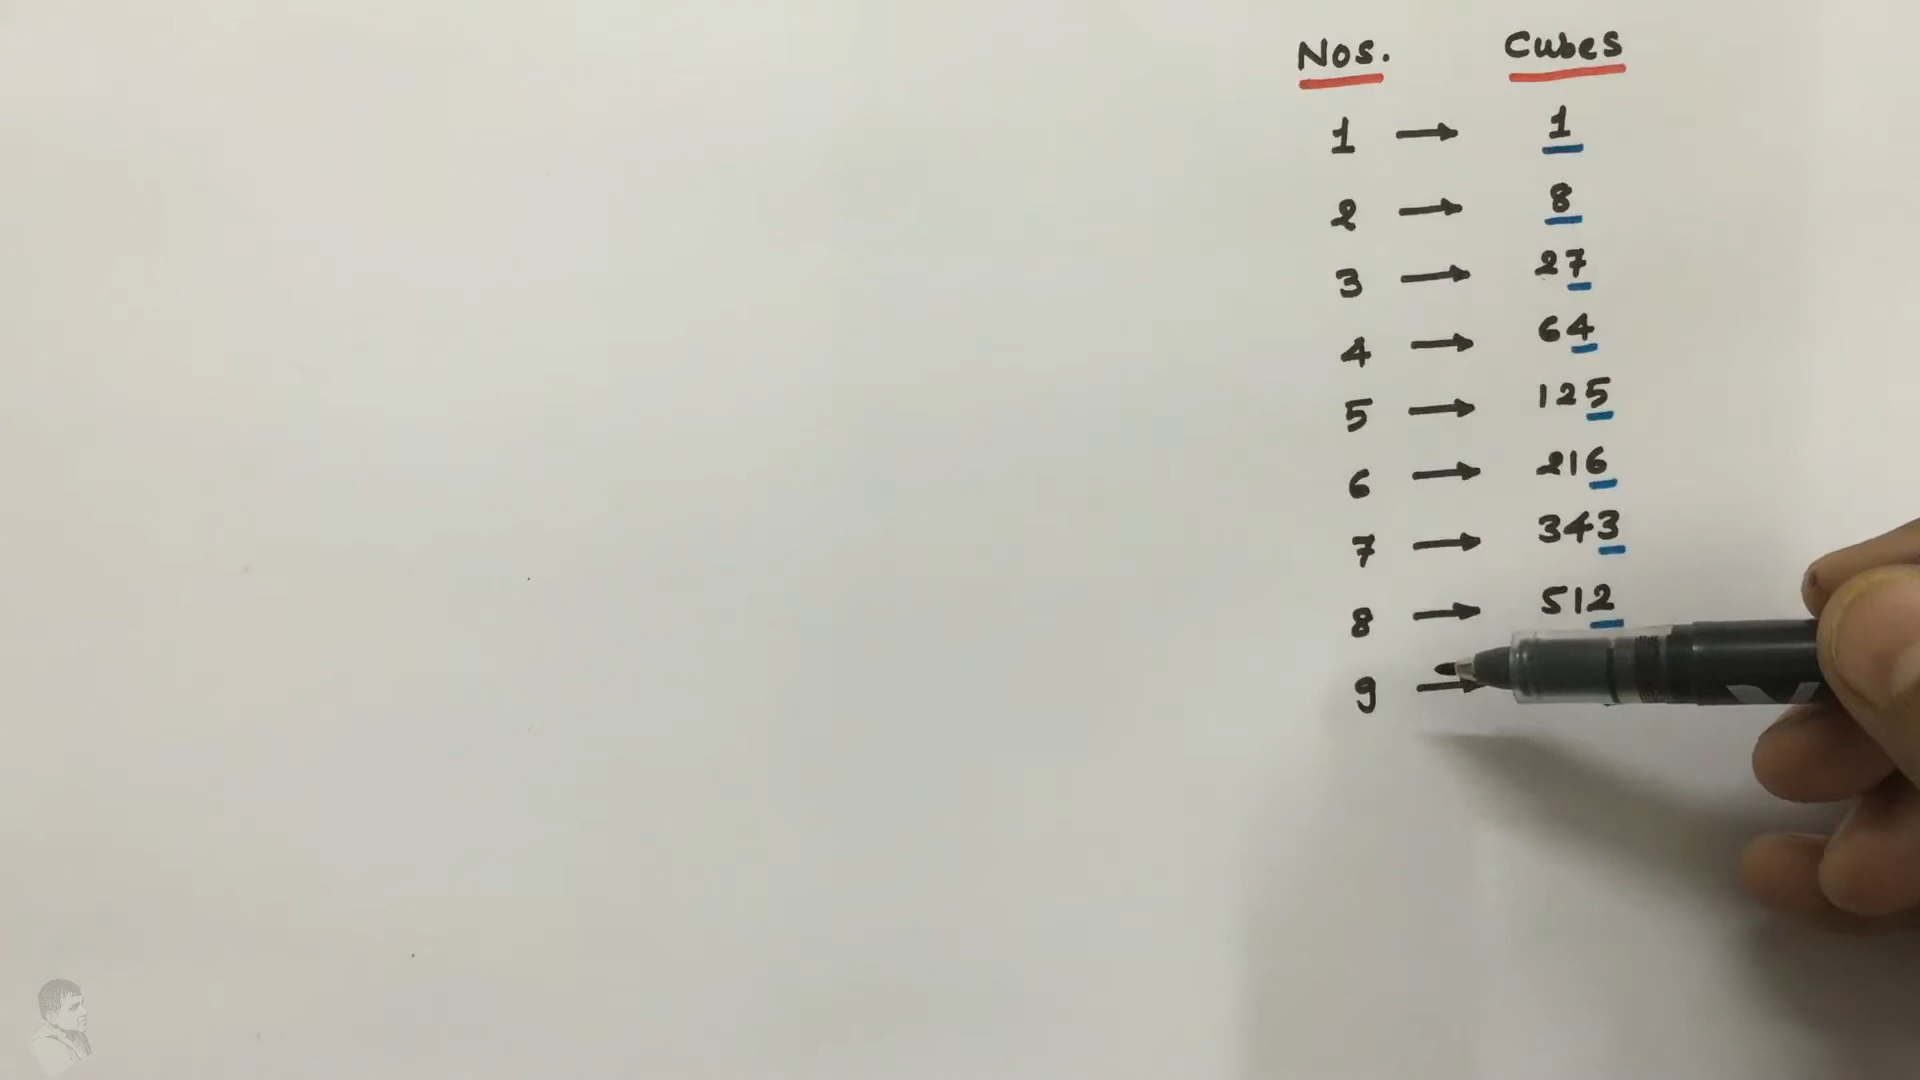 Nos. Cubes
1 → 1
2 → 8
3 → 27
4 → 64
5 → 125
6 → 216
7 → 343
8 → 512
9 →